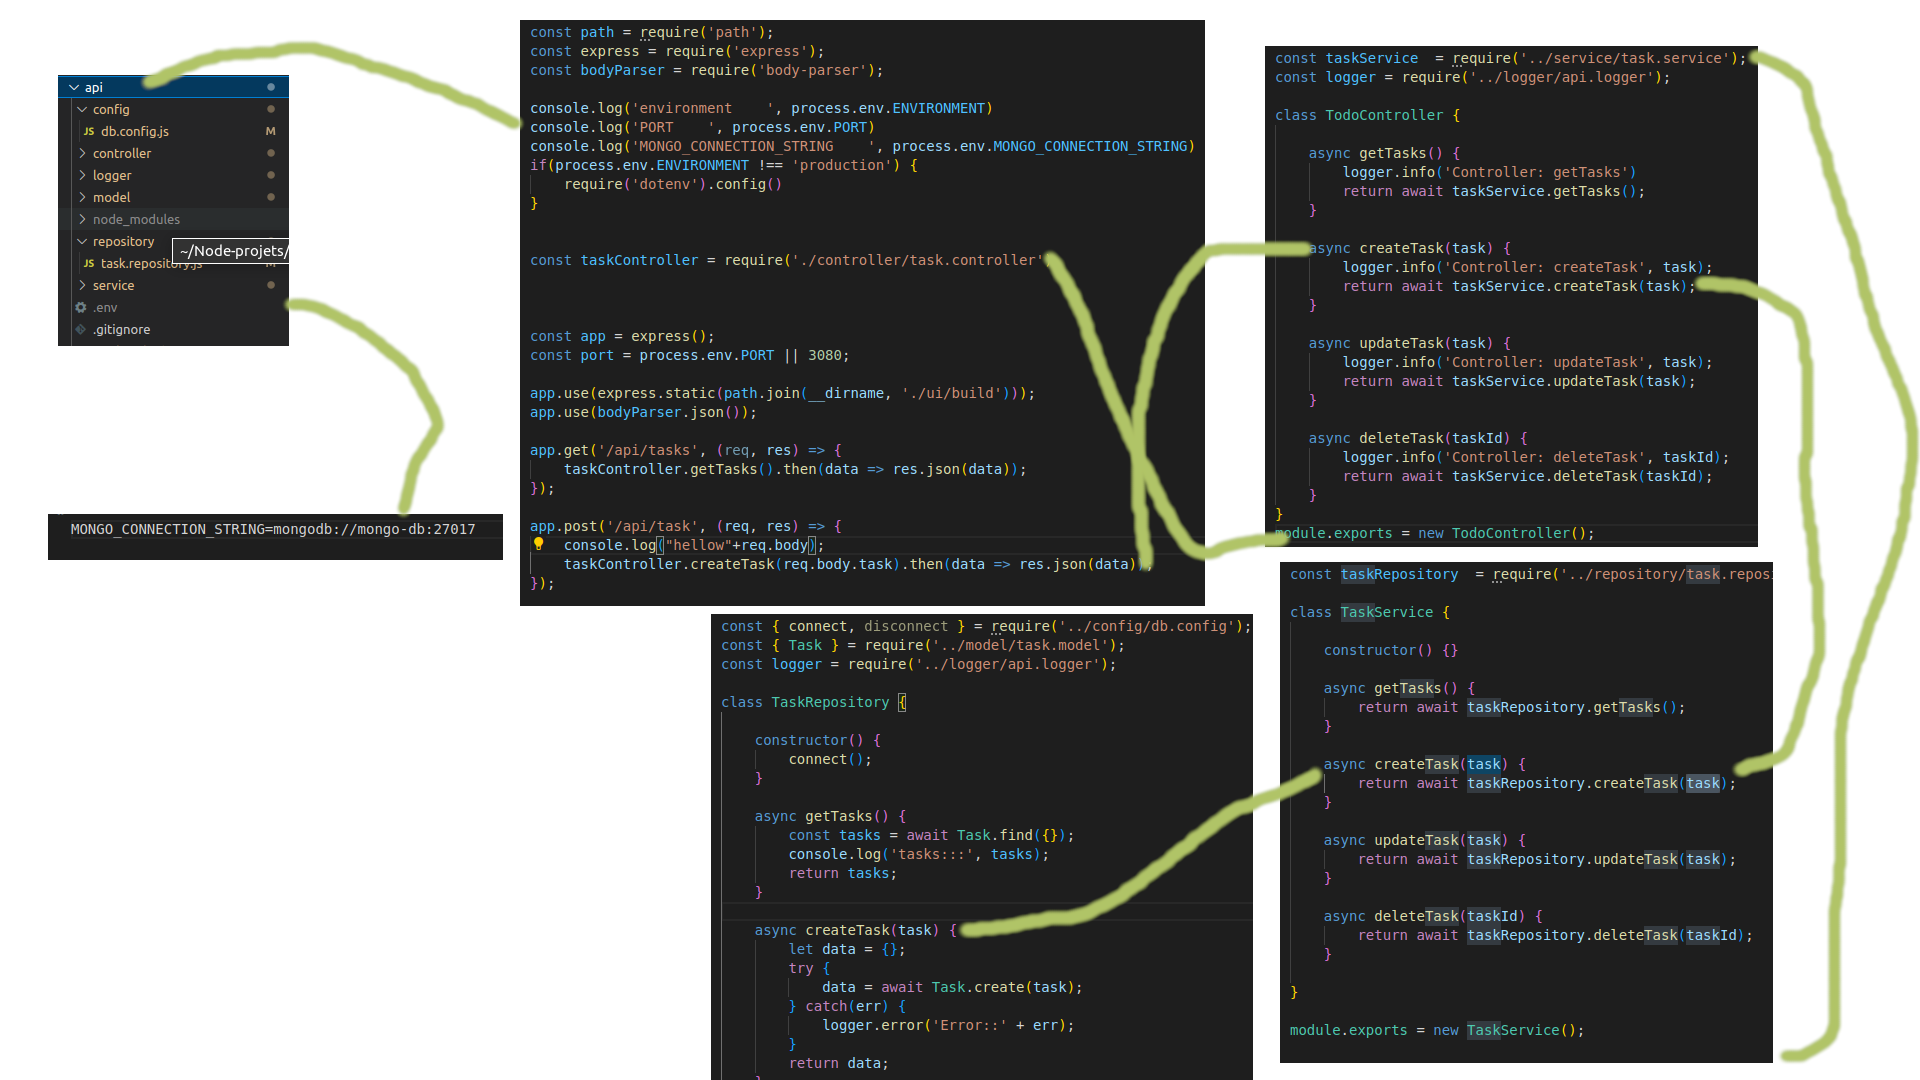 api
config
db.config.js M
controller
logger
model
node_modules
repository
~/Node-projets/
task.repository.js
service
.env
.gitignore
MONGO_CONNECTION_STRING=mongodb://mongo-db:27017
const path = require('path');
const express = require('express');
const bodyParser = require('body-parser');
console.log('environment    ', process.env.ENVIRONMENT)
console.log('PORT    ', process.env.PORT)
console.log('MONGO_CONNECTION_STRING    ', process.env.MONGO_CONNECTION_STRING)
if(process.env.ENVIRONMENT !== 'production') {
    require('dotenv').config()
}
const taskController = require('./controller/task.controller'
const app = express();
const port = process.env.PORT || 3080;
app.use(express.static(path.join(__dirname, './ui/build')));
app.use(bodyParser.json());
app.get('/api/tasks', (req, res) => {
    taskController.getTasks().then(data => res.json(data));
});
app.post('/api/task', (req, res) => {
    console.log("hellow"+req.body);
    taskController.createTask(req.body.task).then(data => res.json(data));
});
const taskService  = require('../service/task.service');
const logger = require('../logger/api.logger');
class TodoController {
    async getTasks() {
        logger.info('Controller: getTasks')
        return await taskService.getTasks();
    }
    async createTask(task) {
        logger.info('Controller: createTask', task);
        return await taskService.createTask(task);
    }
    async updateTask(task) {
        logger.info('Controller: updateTask', task);
        return await taskService.updateTask(task);
    }
    async deleteTask(taskId) {
        logger.info('Controller: deleteTask', taskId);
        return await taskService.deleteTask(taskId);
    }
}
module.exports = new TodoController();
const taskRepository  = require('../repository/task.repos
class TaskService {
    constructor() {}
    async getTasks() {
        return await taskRepository.getTasks();
    }
    async createTask(task) {
        return await taskRepository.createTask(task);
    }
    async updateTask(task) {
        return await taskRepository.updateTask(task);
    }
    async deleteTask(taskId) {
        return await taskRepository.deleteTask(taskId);
    }
}
module.exports = new TaskService();
const { connect, disconnect } = require('../config/db.config');
const { Task } = require('../model/task.model');
const logger = require('../logger/api.logger');
class TaskRepository {
    constructor() {
        connect();
    }
    async getTasks() {
        const tasks = await Task.find({});
        console.log('tasks:::', tasks);
        return tasks;
    }
    async createTask(task) {
        let data = {};
        try {
            data = await Task.create(task);
        } catch(err) {
            logger.error('Error::' + err);
        }
        return data;